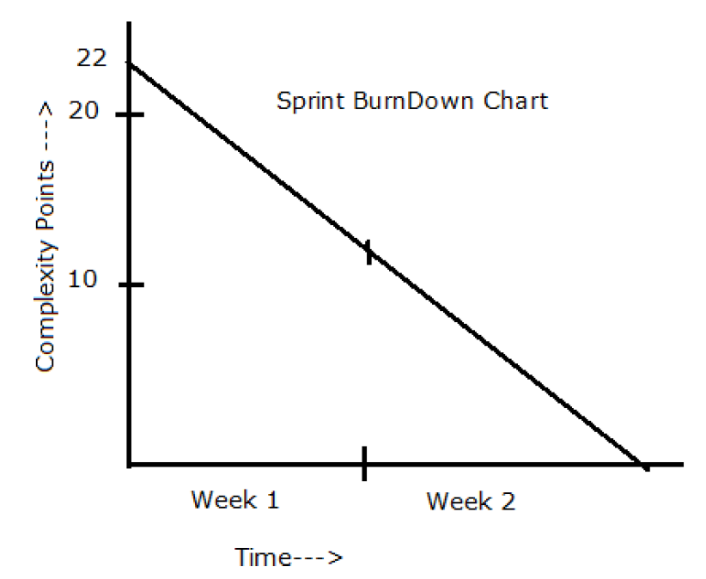 22
Sprint BurnDown Chart
20
Complexity Points --->
10
Week 1
Week 2
Time--->